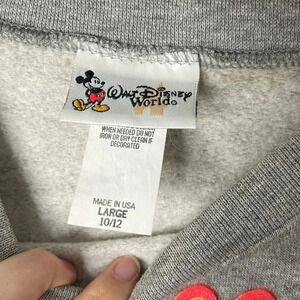 Walt Disney
World®
WHEN NEEDED DO NOT
IRON OR DRY CLEAN IF
DECORATED
MADE IN USA
LARGE
10/12